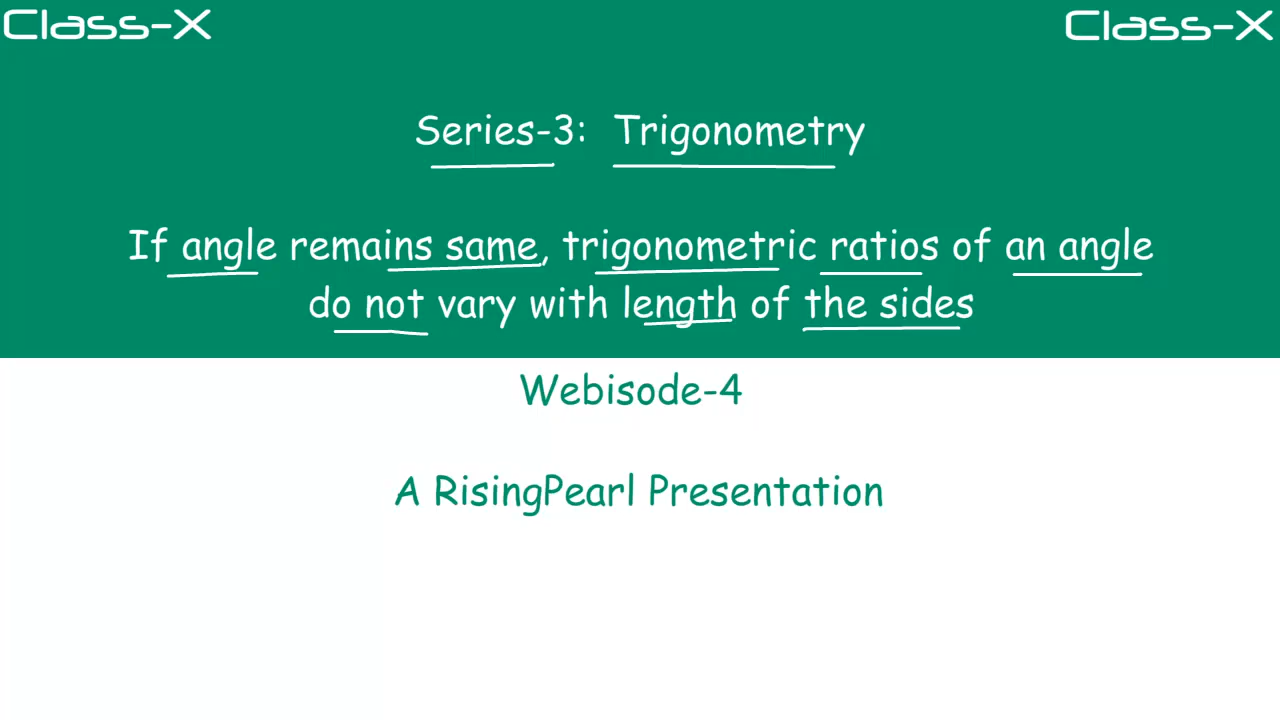 Class-X
Class-X
Series-3: Trigonometry
If angle remains same, trigonometric ratios of an angle
do not vary with length of the sides
Webisode-4
A RisingPearl Presentation